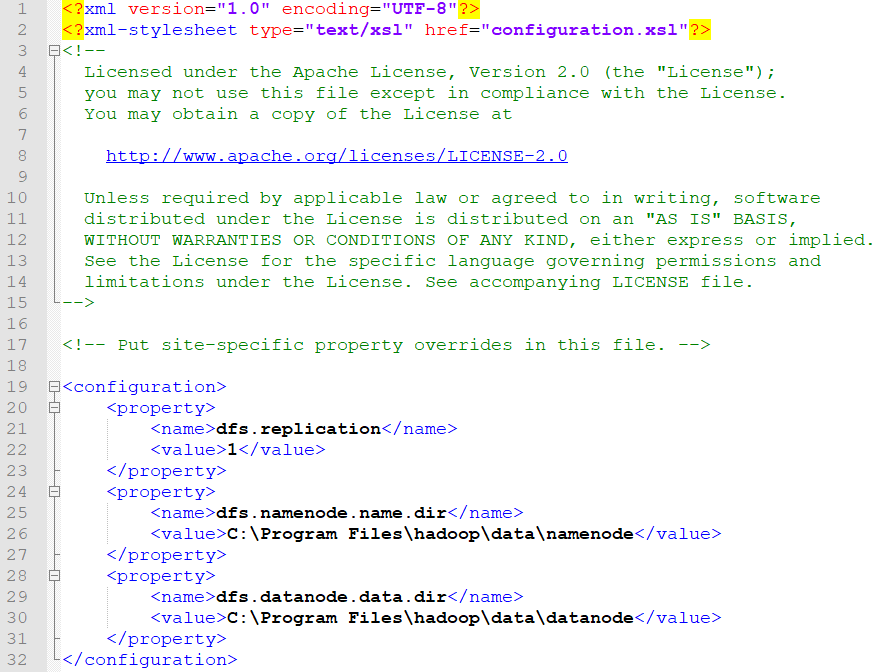 1 <?xml version="1.0" encoding="UTF-8"?>
2 <?xml-stylesheet type="text/xsl" href="configuration.xsl"?>
3 <!--
4   Licensed under the Apache License, Version 2.0 (the "License");
5   you may not use this file except in compliance with the License.
6   You may obtain a copy of the License at
7
8     http://www.apache.org/licenses/LICENSE-2.0
9
10   Unless required by applicable law or agreed to in writing, software
11   distributed under the License is distributed on an "AS IS" BASIS,
12   WITHOUT WARRANTIES OR CONDITIONS OF ANY KIND, either express or implied.
13   See the License for the specific language governing permissions and
14   limitations under the License. See accompanying LICENSE file.
15 -->
16
17 <!-- Put site-specific property overrides in this file. -->
18
19 <configuration>
20     <property>
21         <name>dfs.replication</name>
22         <value>1</value>
23     </property>
24     <property>
25         <name>dfs.namenode.name.dir</name>
26         <value>C:\Program Files\hadoop\data\namenode</value>
27     </property>
28     <property>
29         <name>dfs.datanode.data.dir</name>
30         <value>C:\Program Files\hadoop\data\datanode</value>
31     </property>
32 </configuration>